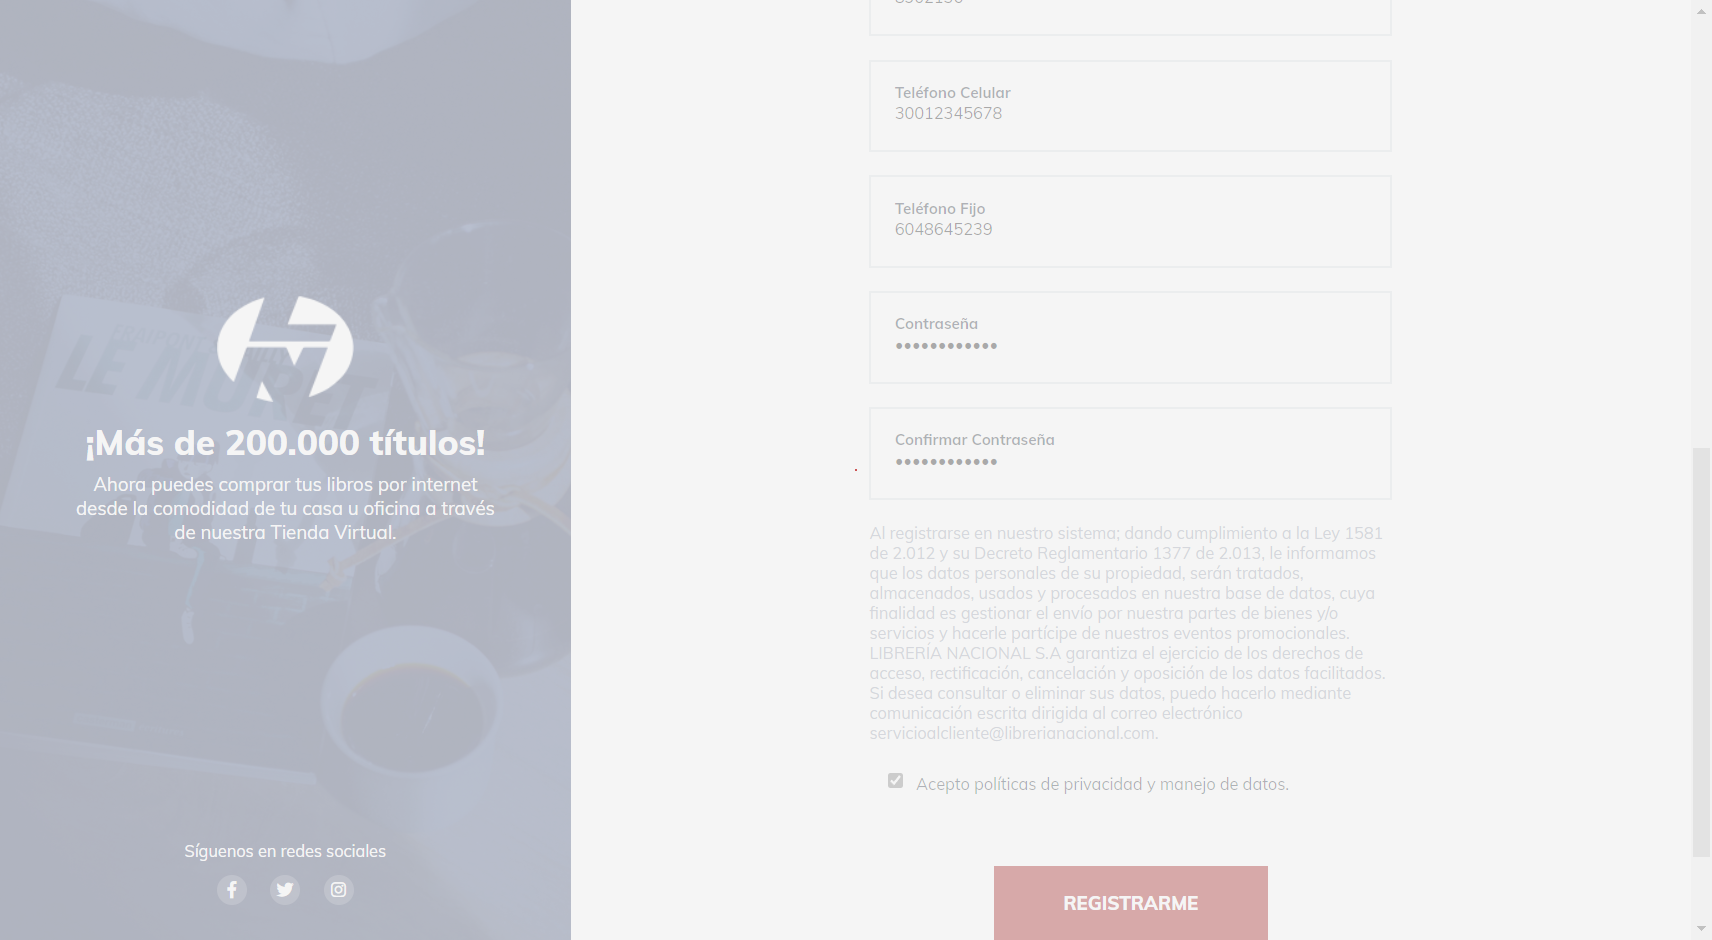 FRAIPONT
LE MURET
¡Más de 200.000 títulos!
Ahora puedes comprar tus libros por internet
desde la comodidad de tu casa u oficina a través
de nuestra Tienda Virtual.
Síguenos en redes sociales
Teléfono Celular
30012345678
Teléfono Fijo
6048645239
Contraseña
••••••••••••
Confirmar Contraseña
••••••••••••
Al registrarse en nuestro sistema; dando cumplimiento a la Ley 1581
de 2.012 y su Decreto Reglamentario 1377 de 2.013, le informamos
que los datos personales de su propiedad, serán tratados,
almacenados, usados y procesados en nuestra base de datos, cuya
finalidad es gestionar el envío por nuestra partes de bienes y/o
servicios y hacerle partícipe de nuestros eventos promocionales.
LIBRERÍA NACIONAL S.A garantiza el ejercicio de los derechos de
acceso, rectificación, cancelación y oposición de los datos facilitados.
Si desea consultar o eliminar sus datos, puedo hacerlo mediante
comunicación escrita dirigida al correo electrónico
servicioalcliente@librerianacional.com.
Acepto políticas de privacidad y manejo de datos.
REGISTRARME